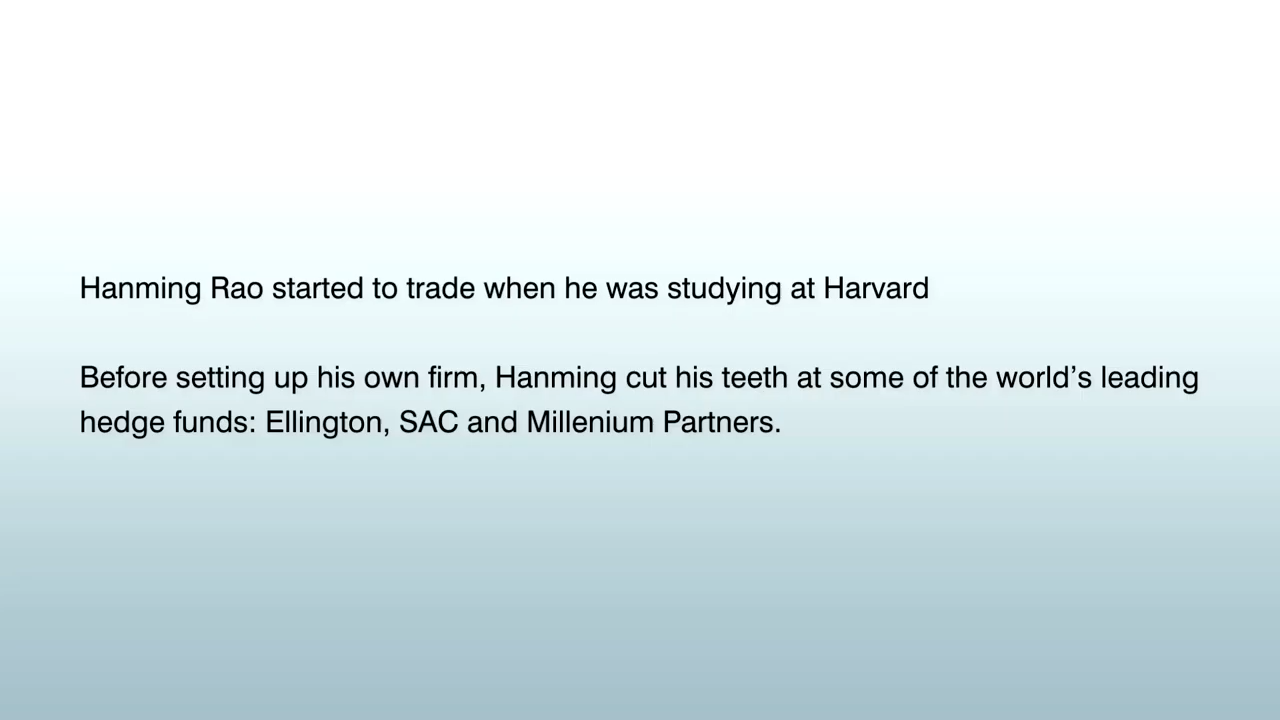 Hanming Rao started to trade when he was studying at Harvard
Before setting up his own firm, Hanming cut his teeth at some of the world’s leading
hedge funds: Ellington, SAC and Millenium Partners.